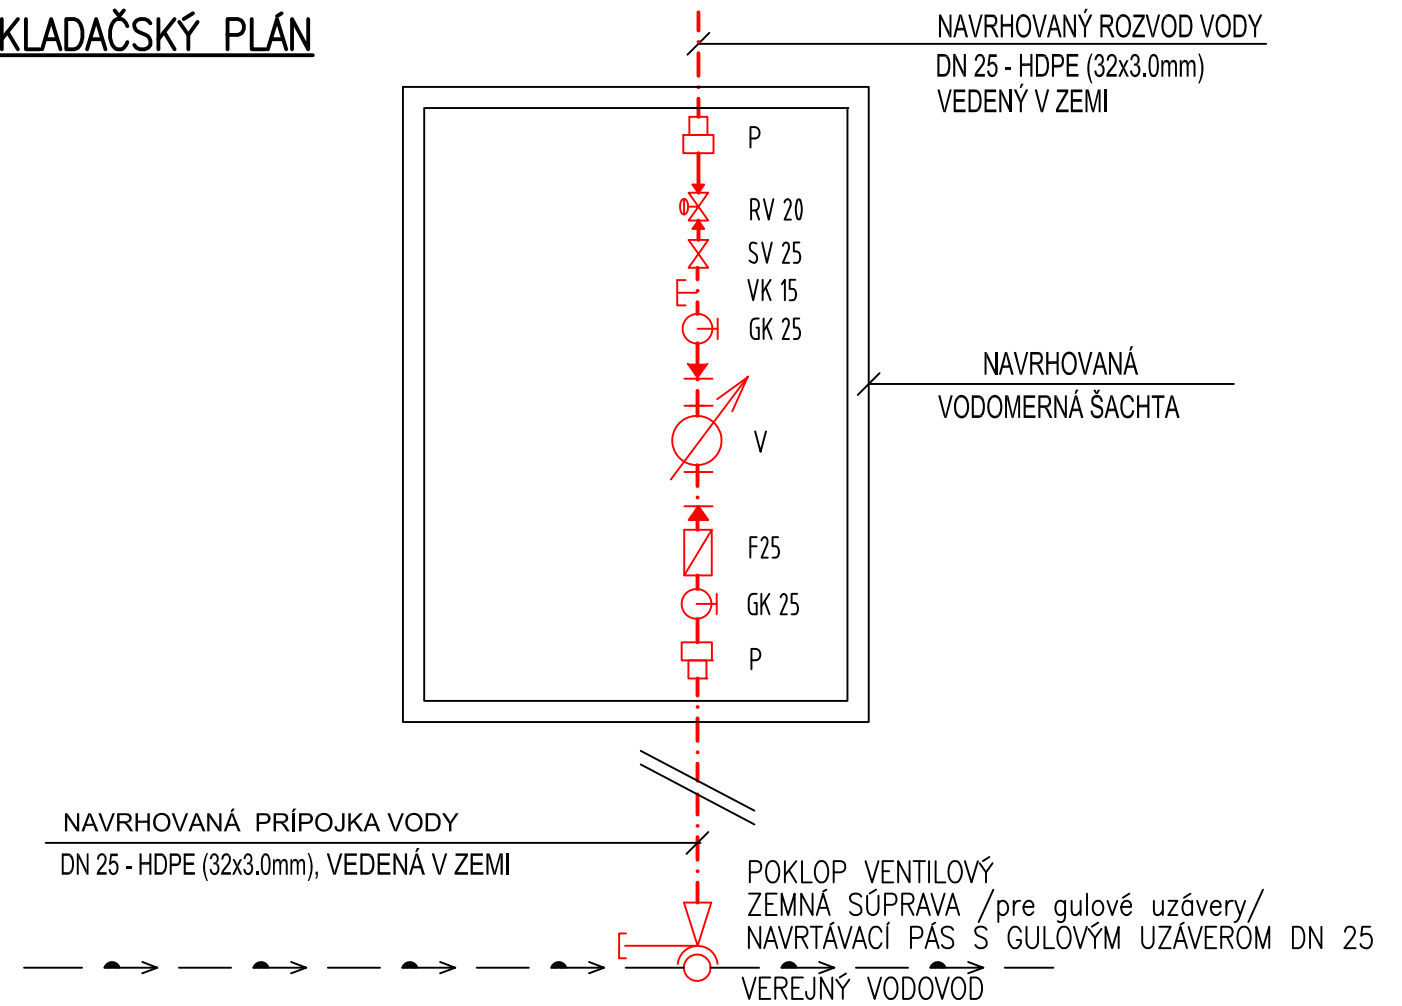 KLADAČSKÝ PLÁN
NAVRHOVANÝ ROZVOD VODY
DN 25 - HDPE (32x3.0mm)
VEDENÝ V ZEMI
P
RV 20
SV 25
VK 15
GK 25
NAVRHOVANÁ
VODOMERNÁ ŠACHTA
V
F25
GK 25
P
NAVRHOVANÁ PRÍPOJKA VODY
DN 25 - HDPE (32x3.0mm), VEDENÁ V ZEMI
POKLOP VENTILOVÝ
ZEMNÁ SÚPRAVA /pre gulové uzávery/
NAVRTÁVACÍ PÁS S GULOVÝM UZÁVEROM DN 25
VEREJNÝ VODOVOD